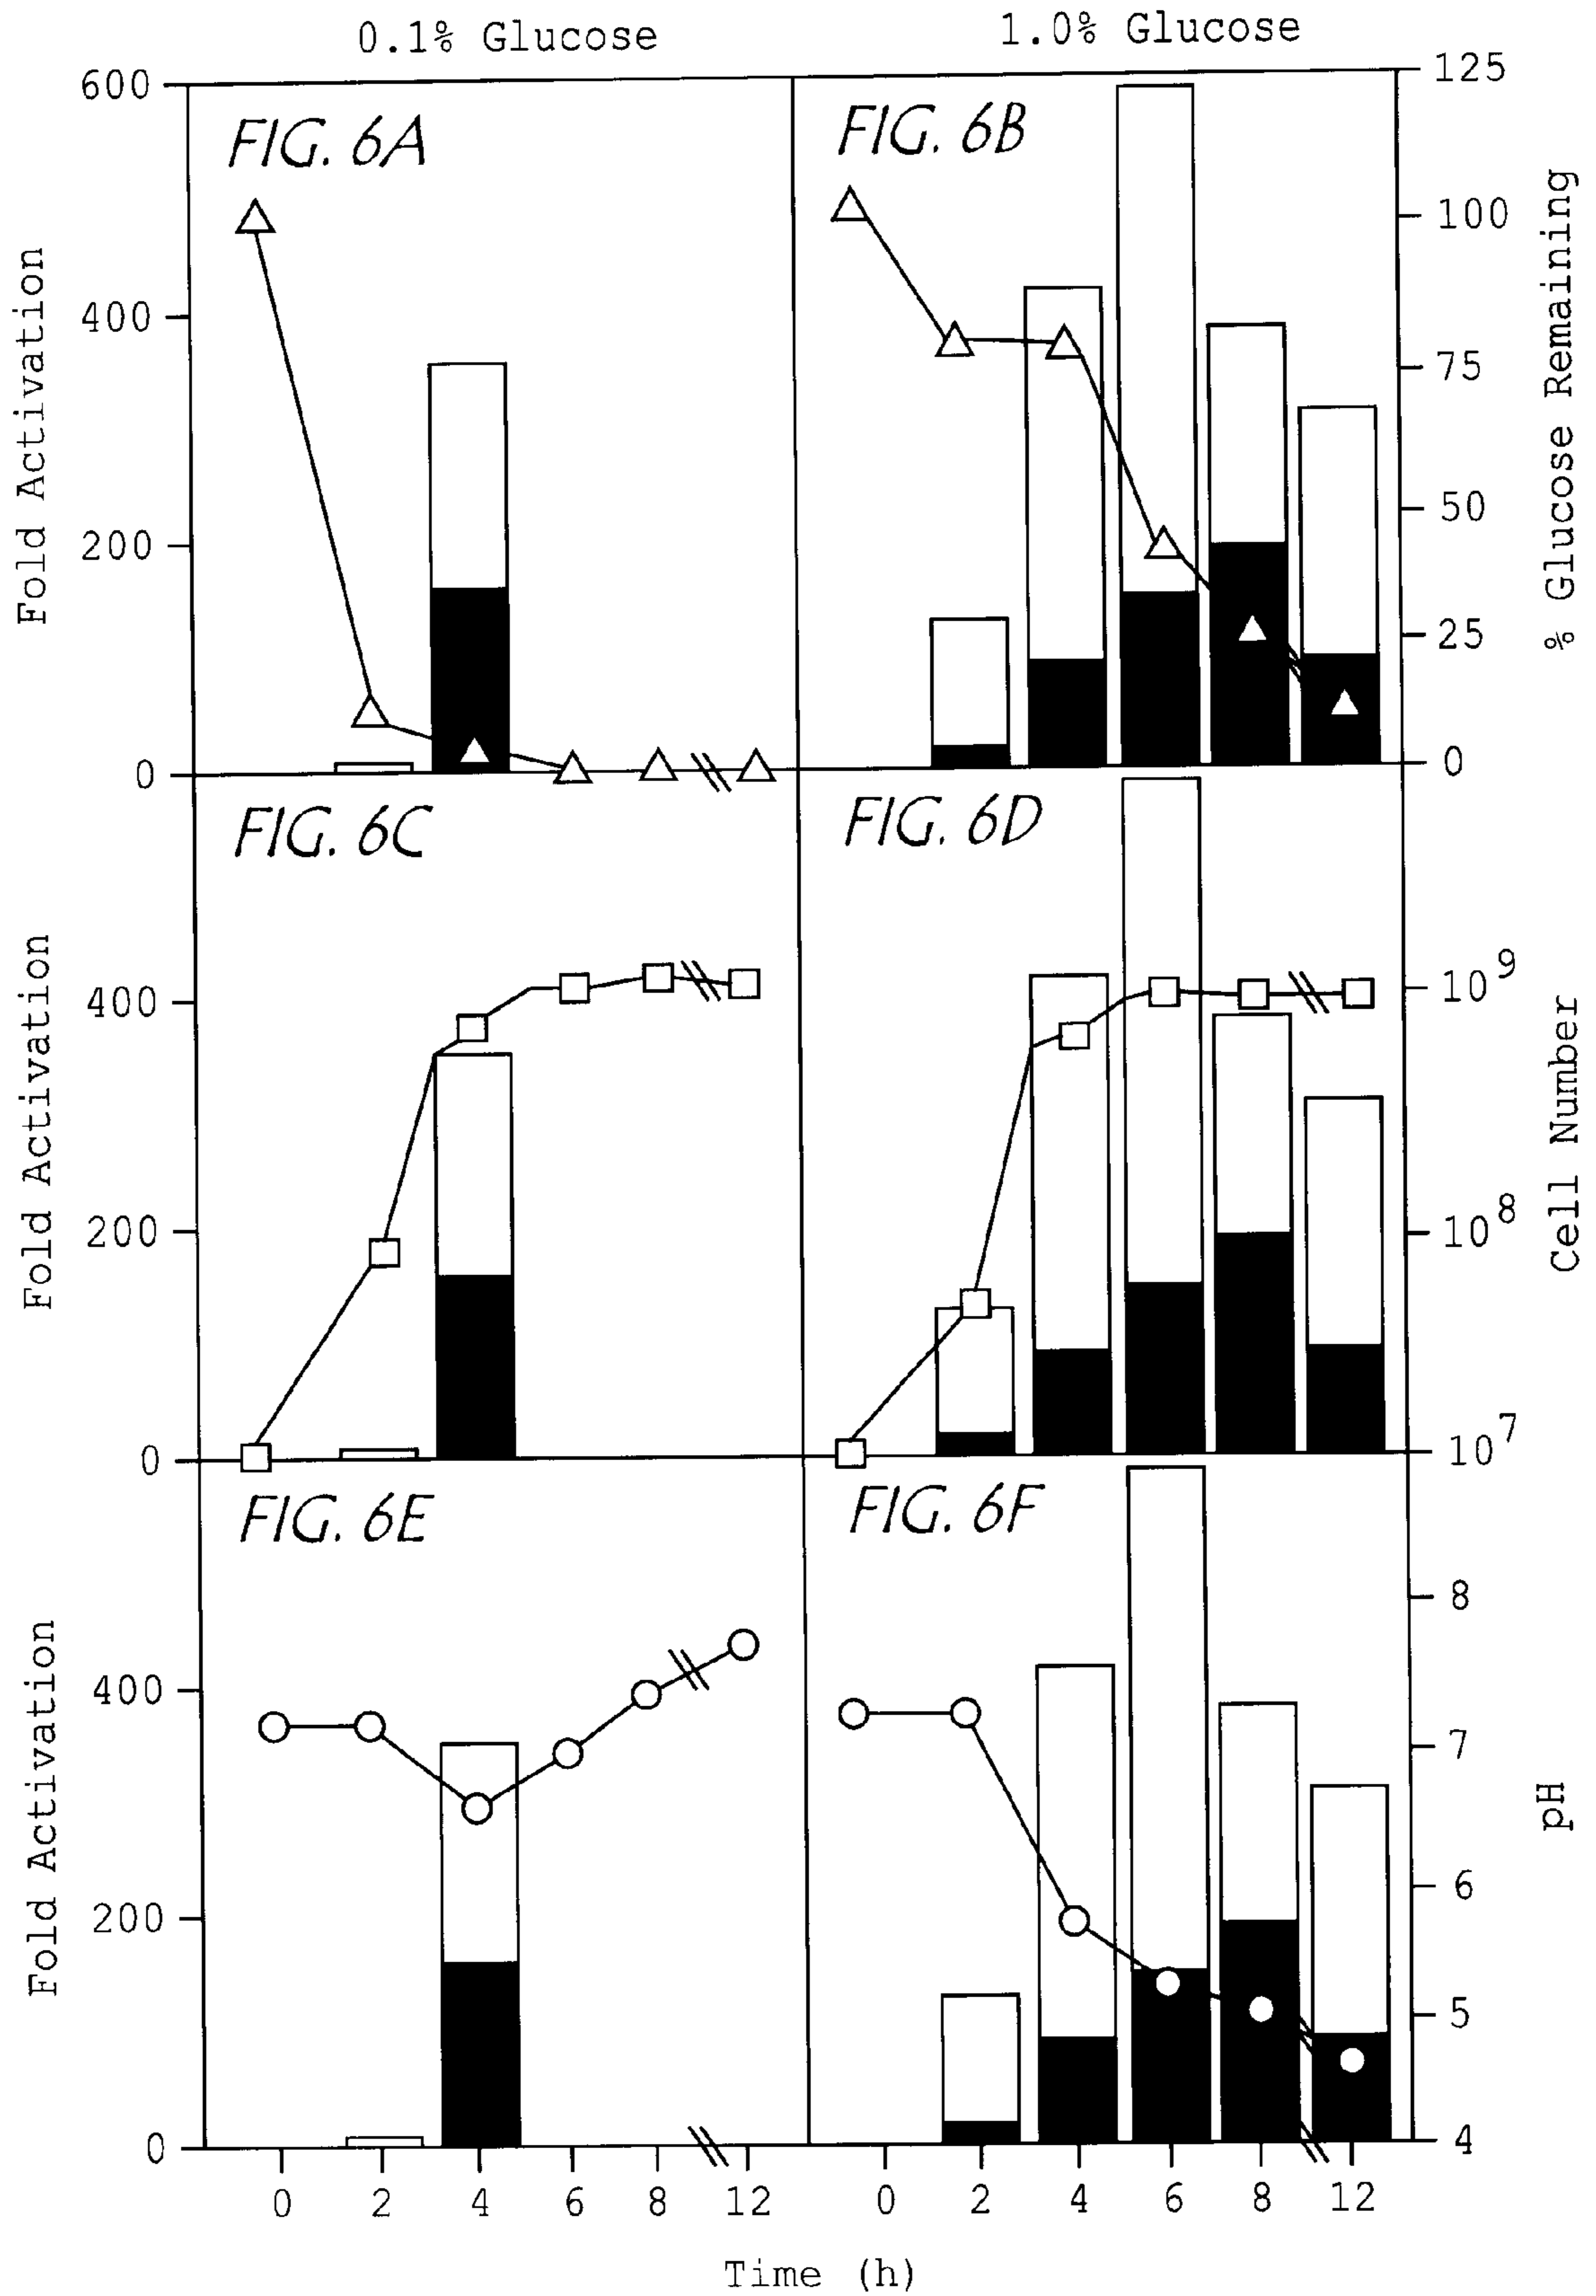 0.1% Glucose
1.0% Glucose
FIG. 6A
FIG. 6B
600
400
200
0
Fold Activation
125
100
75
50
25
0
% Glucose Remaining
FIG. 6C
FIG. 6D
400
200
0
Fold Activation
10⁹
10⁸
10⁷
Cell Number
FIG. 6E
FIG. 6F
400
200
0
Fold Activation
8
7
6
5
4
pH
0 2 4 6 8 12
0 2 4 6 8 12
Time (h)